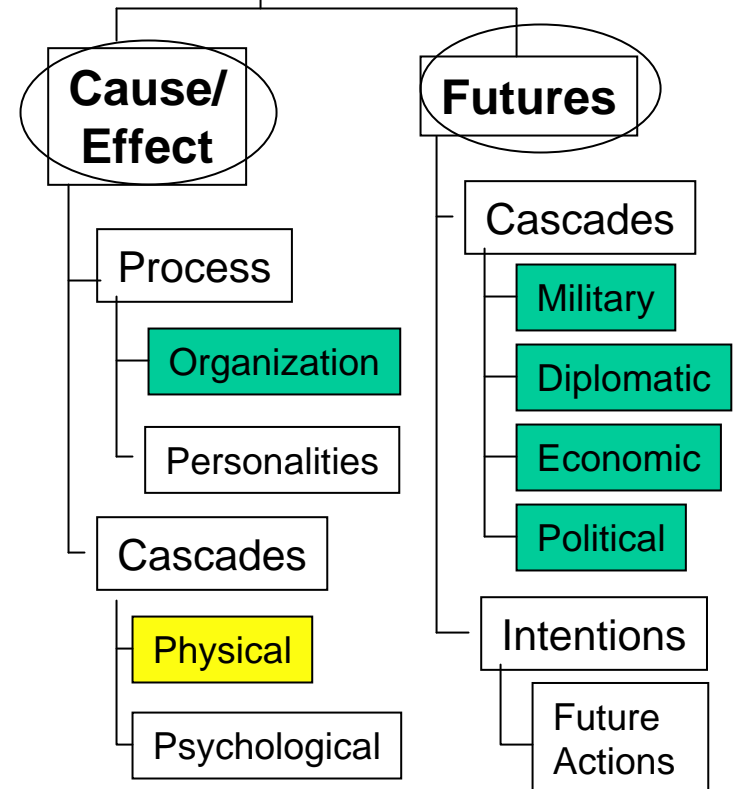 Cause/
Effect
Process
Organization
Personalities
Cascades
Physical
Psychological
Futures
Cascades
Military
Diplomatic
Economic
Political
Intentions
Future
Actions